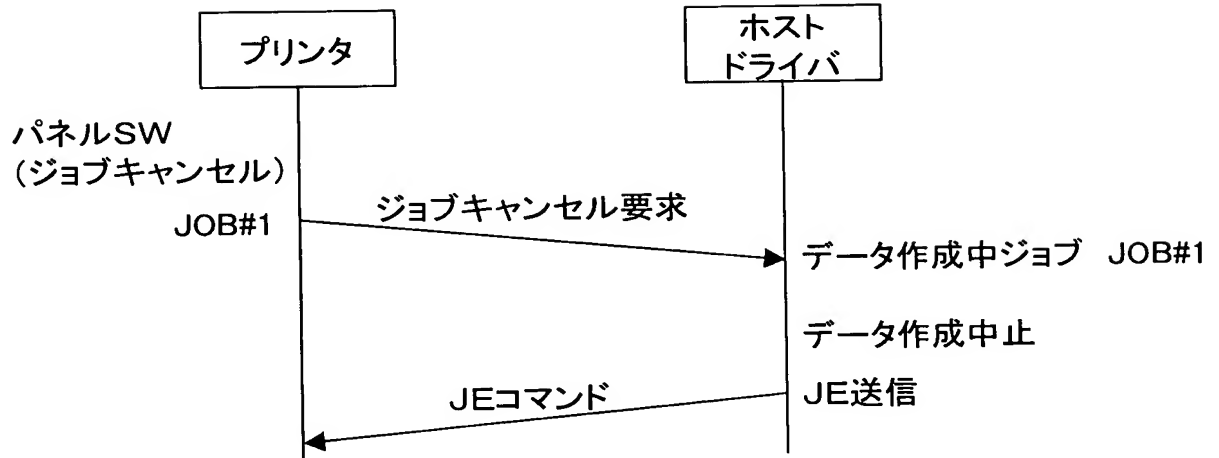 プリンタ
ホスト
ドライバ
パネルSW
(ジョブキャンセル)
JOB#1
ジョブキャンセル要求
データ作成中ジョブ JOB#1
データ作成中止
JEコマンド
JE送信